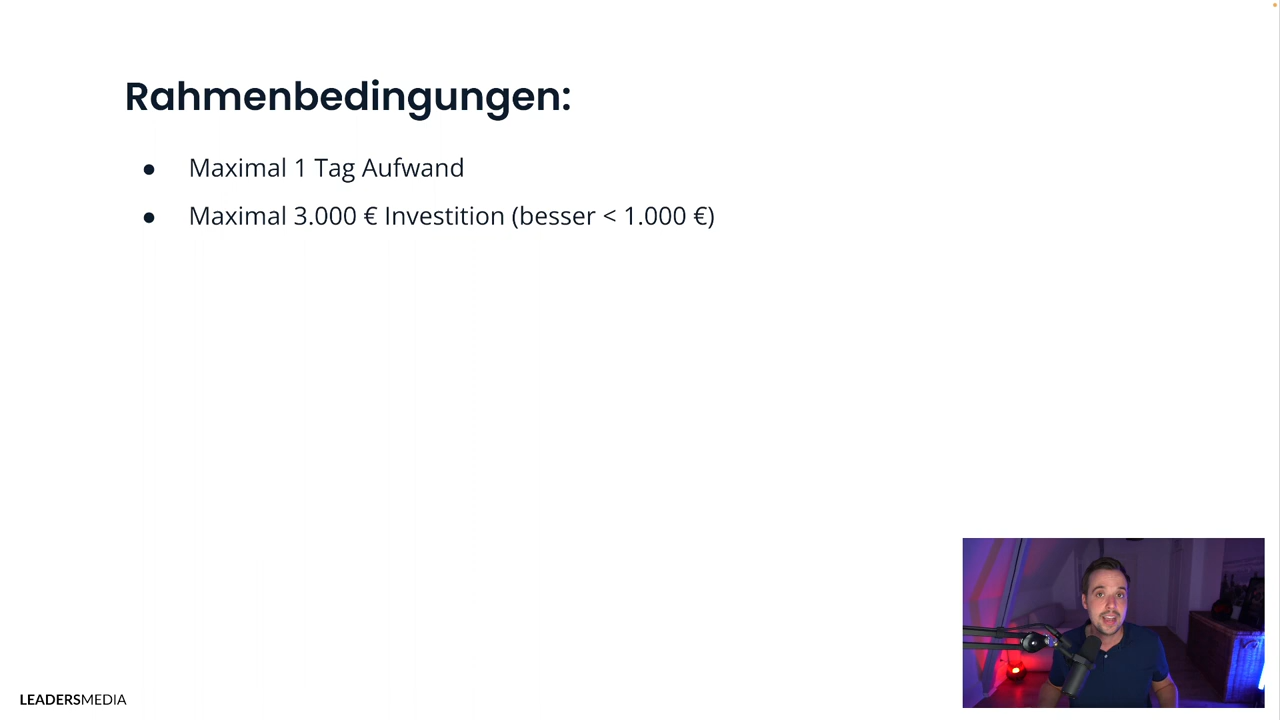 Rahmenbedingungen:
● Maximal 1 Tag Aufwand
● Maximal 3.000 € Investition (besser < 1.000 €)
LEADERSMEDIA